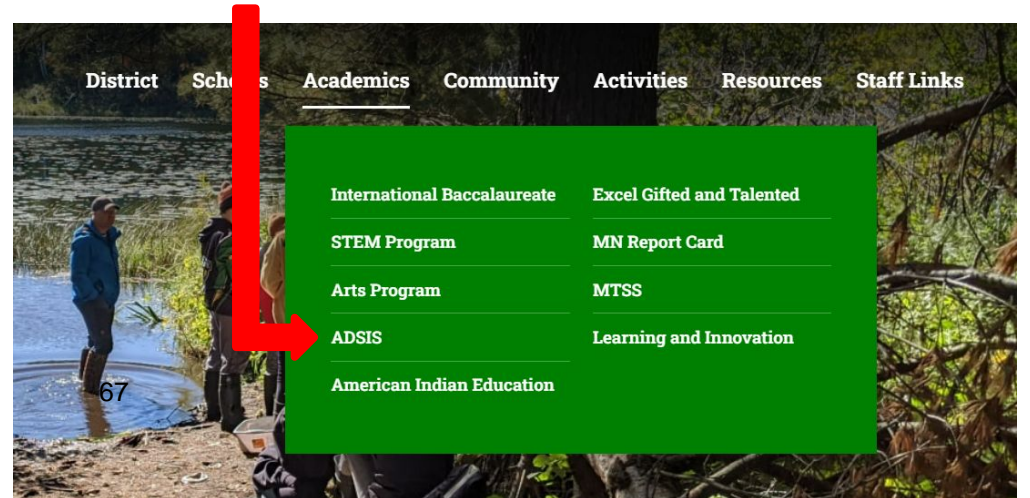 District Schools Academics Community Activities Resources Staff Links
International Baccalaureate Excel Gifted and Talented
STEM Program MN Report Card
Arts Program MTSS
ADSIS Learning and Innovation
American Indian Education
67